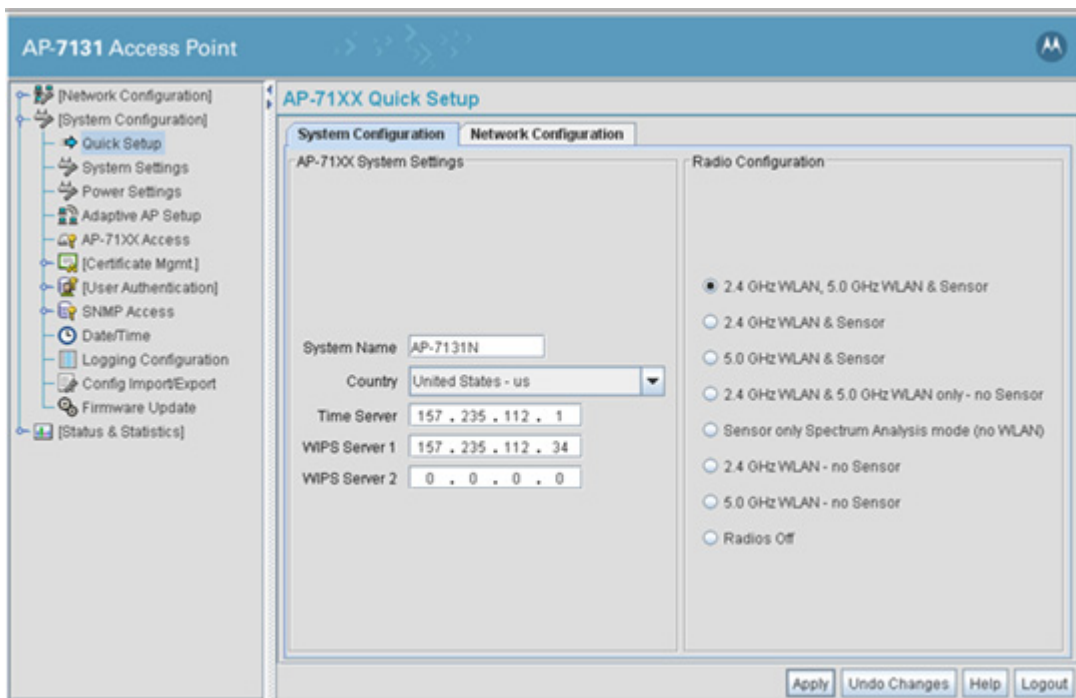 AP-7131 Access Point
[Network Configuration]
[System Configuration]
Quick Setup
System Settings
Power Settings
Adaptive AP Setup
AP-71XX Access
[Certificate Mgmt.]
[User Authentication]
SNMP Access
Date/Time
Logging Configuration
Config Import/Export
Firmware Update
[Status & Statistics]
AP-71XX Quick Setup
System Configuration Network Configuration
AP-71XX System Settings
System Name AP-7131N
Country United States - us
Time Server 157 . 235 . 112 . 1
WIPS Server 1 157 . 235 . 112 . 34
WIPS Server 2 0 . 0 . 0 . 0
Radio Configuration
2.4 GHz WLAN, 5.0 GHz WLAN & Sensor
2.4 GHz WLAN & Sensor
5.0 GHz WLAN & Sensor
2.4 GHz WLAN & 5.0 GHz WLAN only - no Sensor
Sensor only Spectrum Analysis mode (no WLAN)
2.4 GHz WLAN - no Sensor
5.0 GHz WLAN - no Sensor
Radios Off
Apply Undo Changes Help Logout